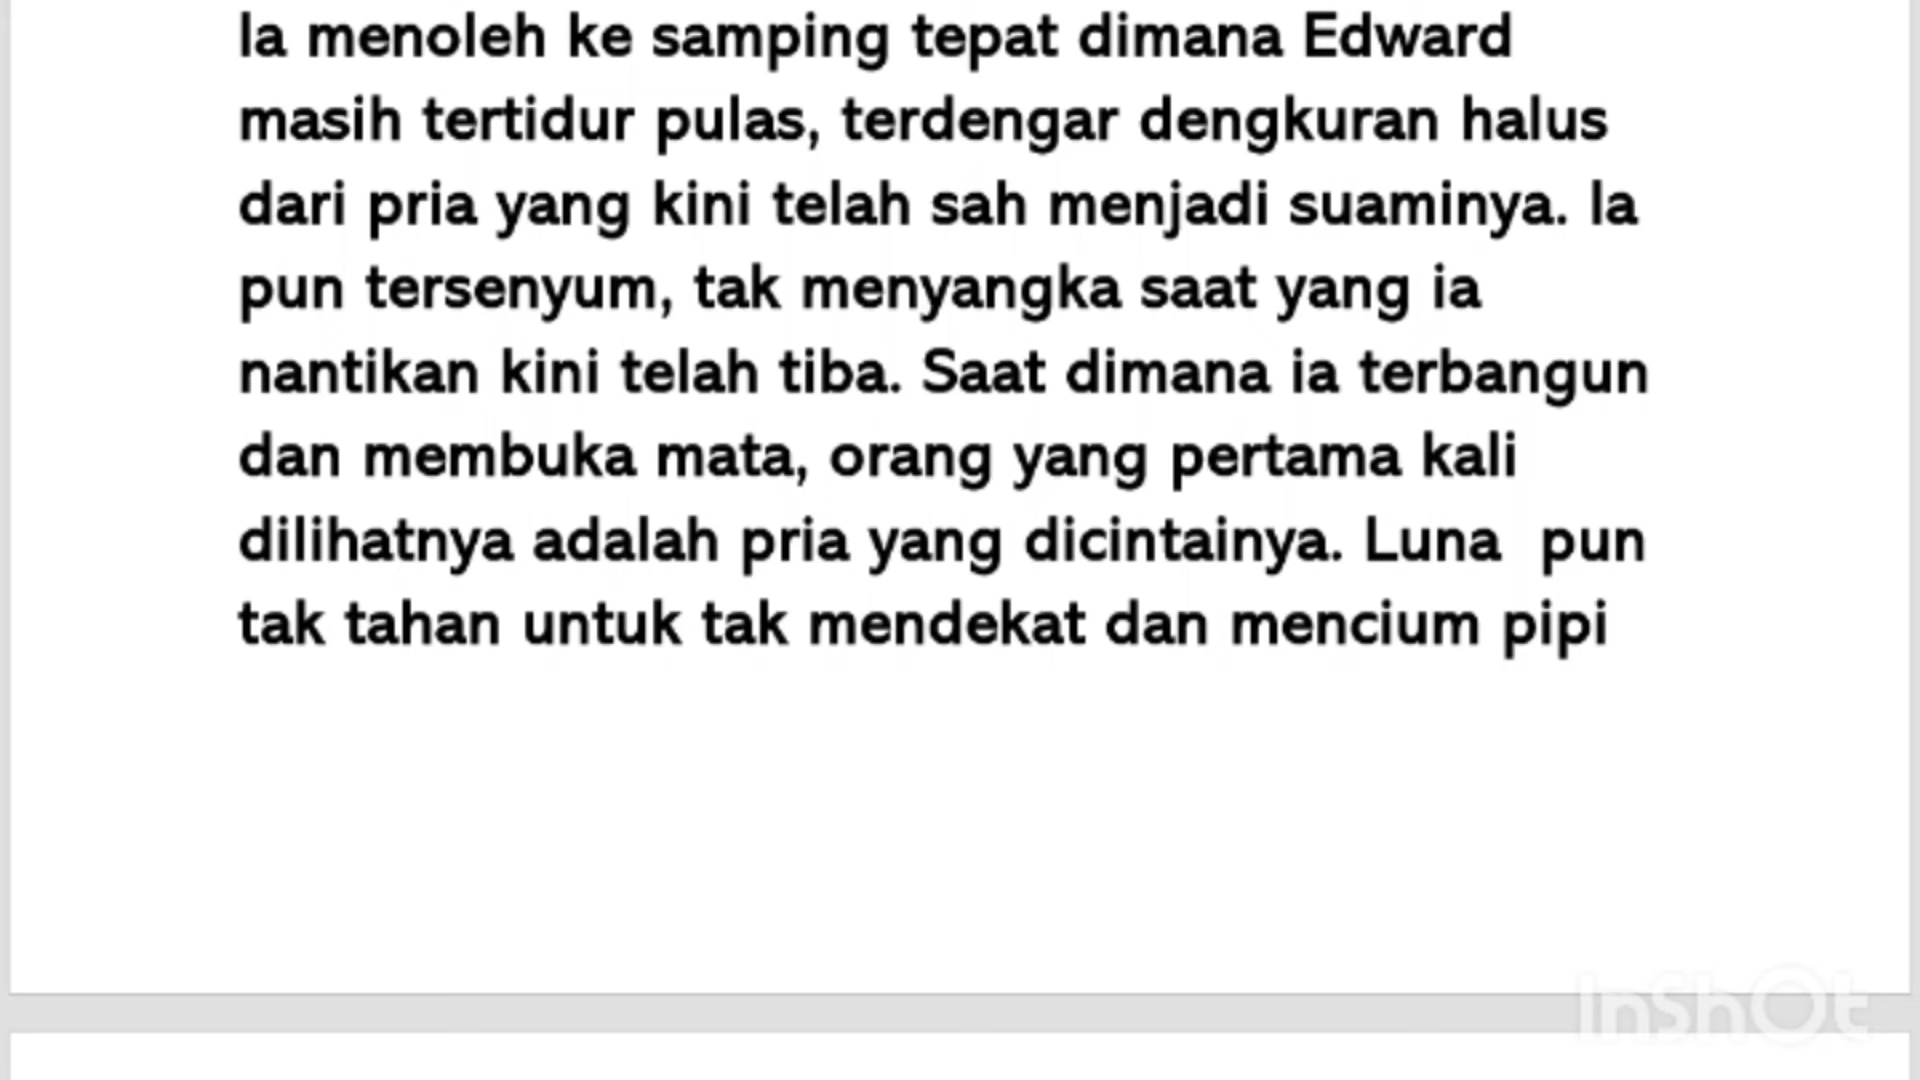 Ia menoleh ke samping tepat dimana Edward
masih tertidur pulas, terdengar dengkuran halus
dari pria yang kini telah sah menjadi suaminya. Ia
pun tersenyum, tak menyangka saat yang ia
nantikan kini telah tiba. Saat dimana ia terbangun
dan membuka mata, orang yang pertama kali
dilihatnya adalah pria yang dicintainya. Luna  pun
tak tahan untuk tak mendekat dan mencium pipi
InShOt